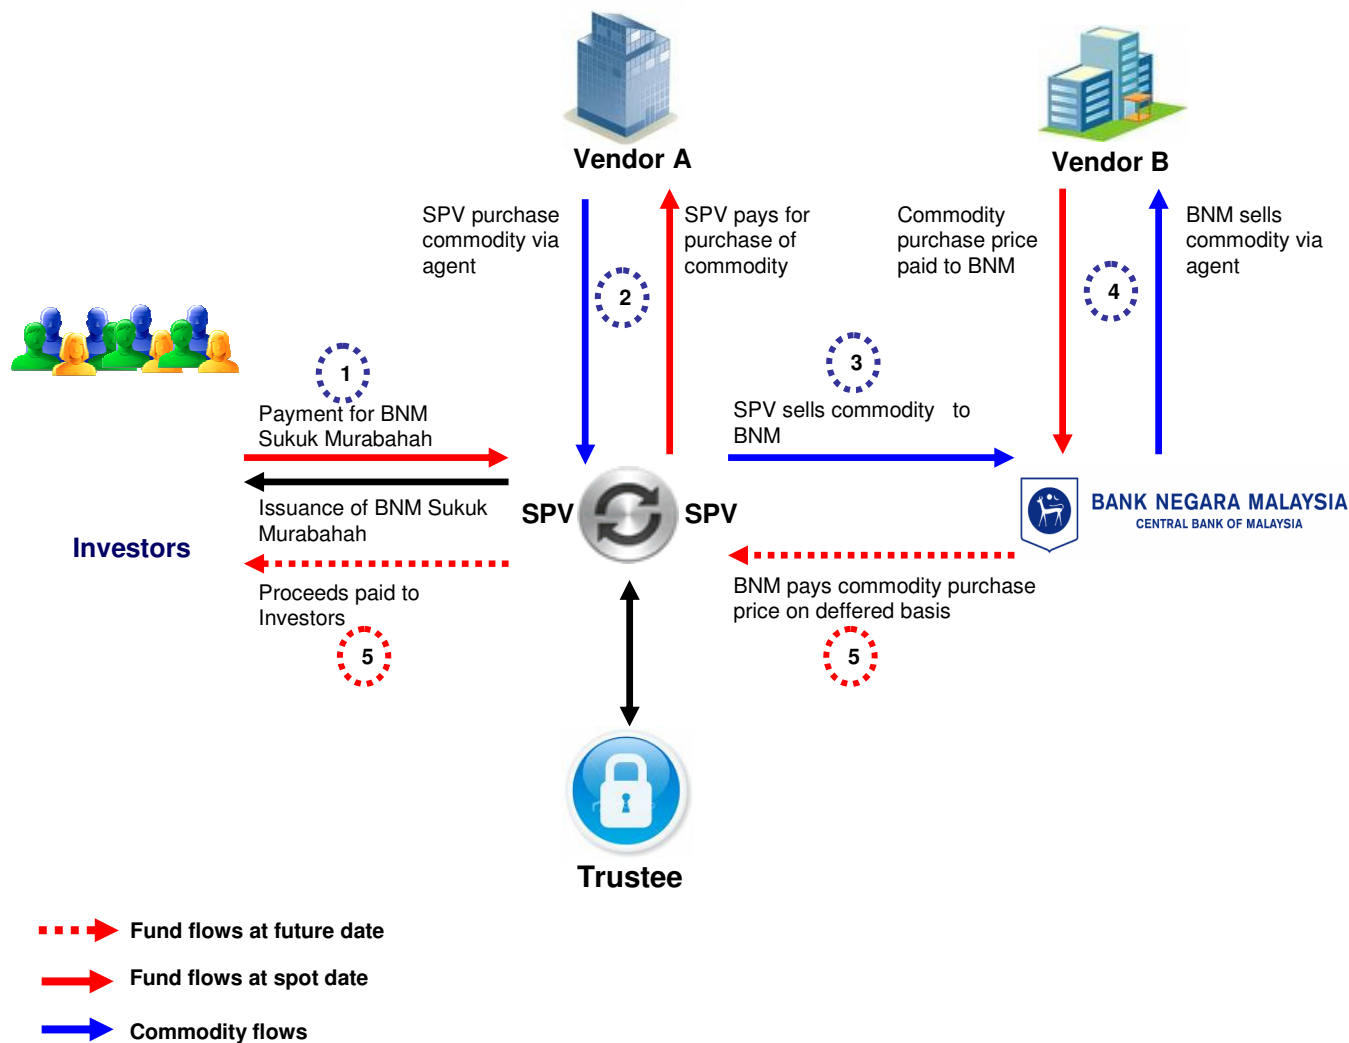 Vendor A
Vendor B
SPV purchase
commodity via
agent
SPV pays for
purchase of
commodity
Commodity
purchase price
paid to BNM
BNM sells
commodity via
agent
2
4
1
3
Payment for BNM
Sukuk Murabahah
SPV sells commodity to
BNM
Issuance of BNM Sukuk
Murabahah
SPV
SPV
BANK NEGARA MALAYSIA
CENTRAL BANK OF MALAYSIA
Investors
Proceeds paid to
Investors
5
BNM pays commodity purchase
price on deffered basis
5
Trustee
Fund flows at future date
Fund flows at spot date
Commodity flows